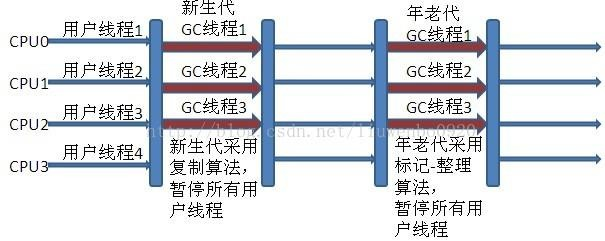 新生代
年老代
CPU0
用户线程1
GC线程1
GC线程1
CPU1
用户线程2
GC线程2
GC线程2
CPU2
用户线程3
GC线程3
GC线程3
http://blog.csdn.net/liuwenbo0920
CPU3
用户线程4
新生代采用
复制算法，
暂停所有用
户线程
年老代采用
标记-整理
算法，
暂停所有用
户线程